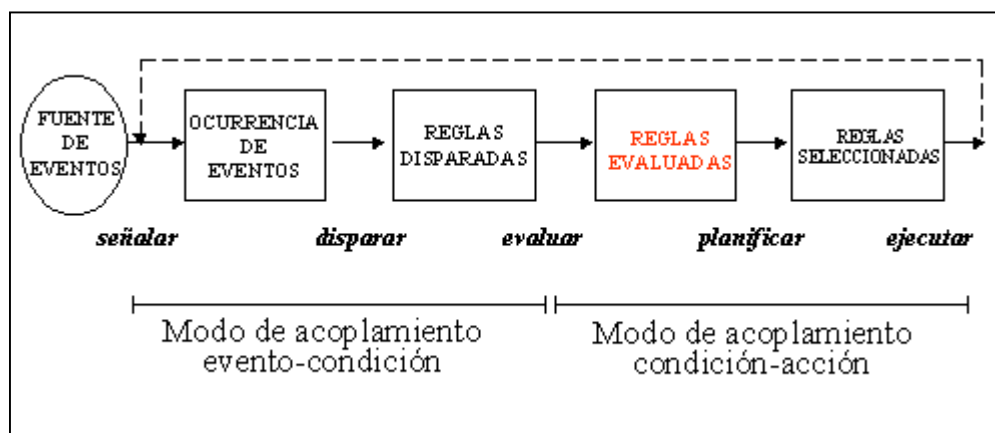 FUENTE
DE
EVENTOS
OCURRENCIA
DE
EVENTOS
REGLAS
DISPARADAS
REGLAS
EVALUADAS
REGLAS
SELECCIONADAS
señalar
disparar
evaluar
planificar
ejecutar
Modo de acoplamiento
evento-condición
Modo de acoplamiento
condición-acción